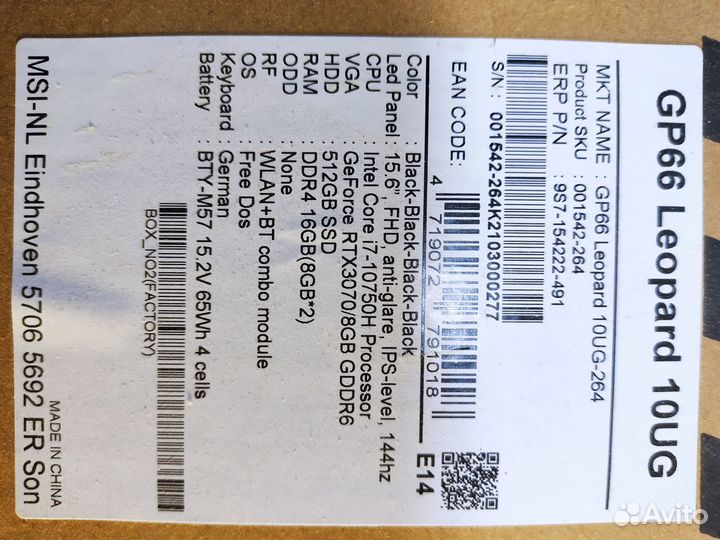 GP66 Leopard 10UG
MKT NAME : GP66 Leopard 10UG-264
Product SKU : 001542-264
ERP P/N : 9S7-154222-491
S/N : 001542-264K2103000277
EAN CODE:
4 719072 791018
E14
Color : Black-Black-Black-Black
Led Panel : 15.6", FHD, anti-glare, IPS-level, 144hz
CPU : Intel Core i7-10750H Processor
VGA : GeForce RTX3070/8GB GDDR6
HDD : 512GB SSD
RAM : DDR4 16GB(8GB*2)
ODD : None
RF : WLAN+BT combo module
OS : Free Dos
Keyboard : German
Battery : BTY-M57 15.2V 65Wh 4 cells
BOX_NO2(FACTORY)
MADE IN CHINA
MSI-NL Eindhoven 5706 5692 ER Son
Avito